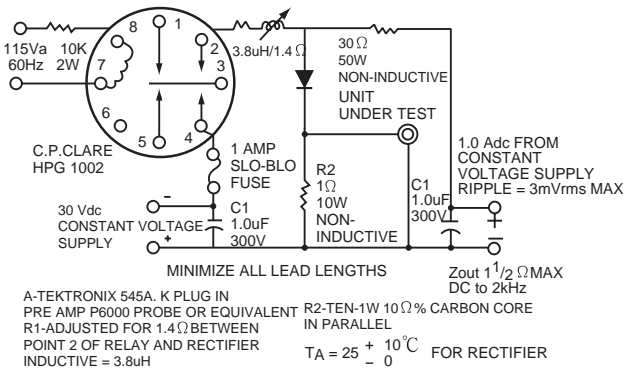 115Va
60Hz
10K
2W
8
1
2
7
3
6
5
4
C.P.CLARE
HPG 1002
3.8uH/1.4 Ω
30 Ω
50W
NON-INDUCTIVE
UNIT
UNDER TEST
1 AMP
SLO-BLO
FUSE
R2
1Ω
10W
NON-
INDUCTIVE
C1
1.0uF
300V
1.0 Adc FROM
CONSTANT
VOLTAGE SUPPLY
RIPPLE = 3mVrms MAX
+
−
30 Vdc
CONSTANT VOLTAGE
SUPPLY
-
+
C1
1.0uF
300V
MINIMIZE ALL LEAD LENGTHS
Zout 1 1/2 Ω MAX
DC to 2kHz
A-TEKTRONIX 545A. K PLUG IN
PRE AMP P6000 PROBE OR EQUIVALENT
R1-ADJUSTED FOR 1.4 Ω BETWEEN
POINT 2 OF RELAY AND RECTIFIER
INDUCTIVE = 3.8uH
R2-TEN-1W 10 Ω % CARBON CORE
IN PARALLEL
TA = 25 + 10°C − 0 FOR RECTIFIER